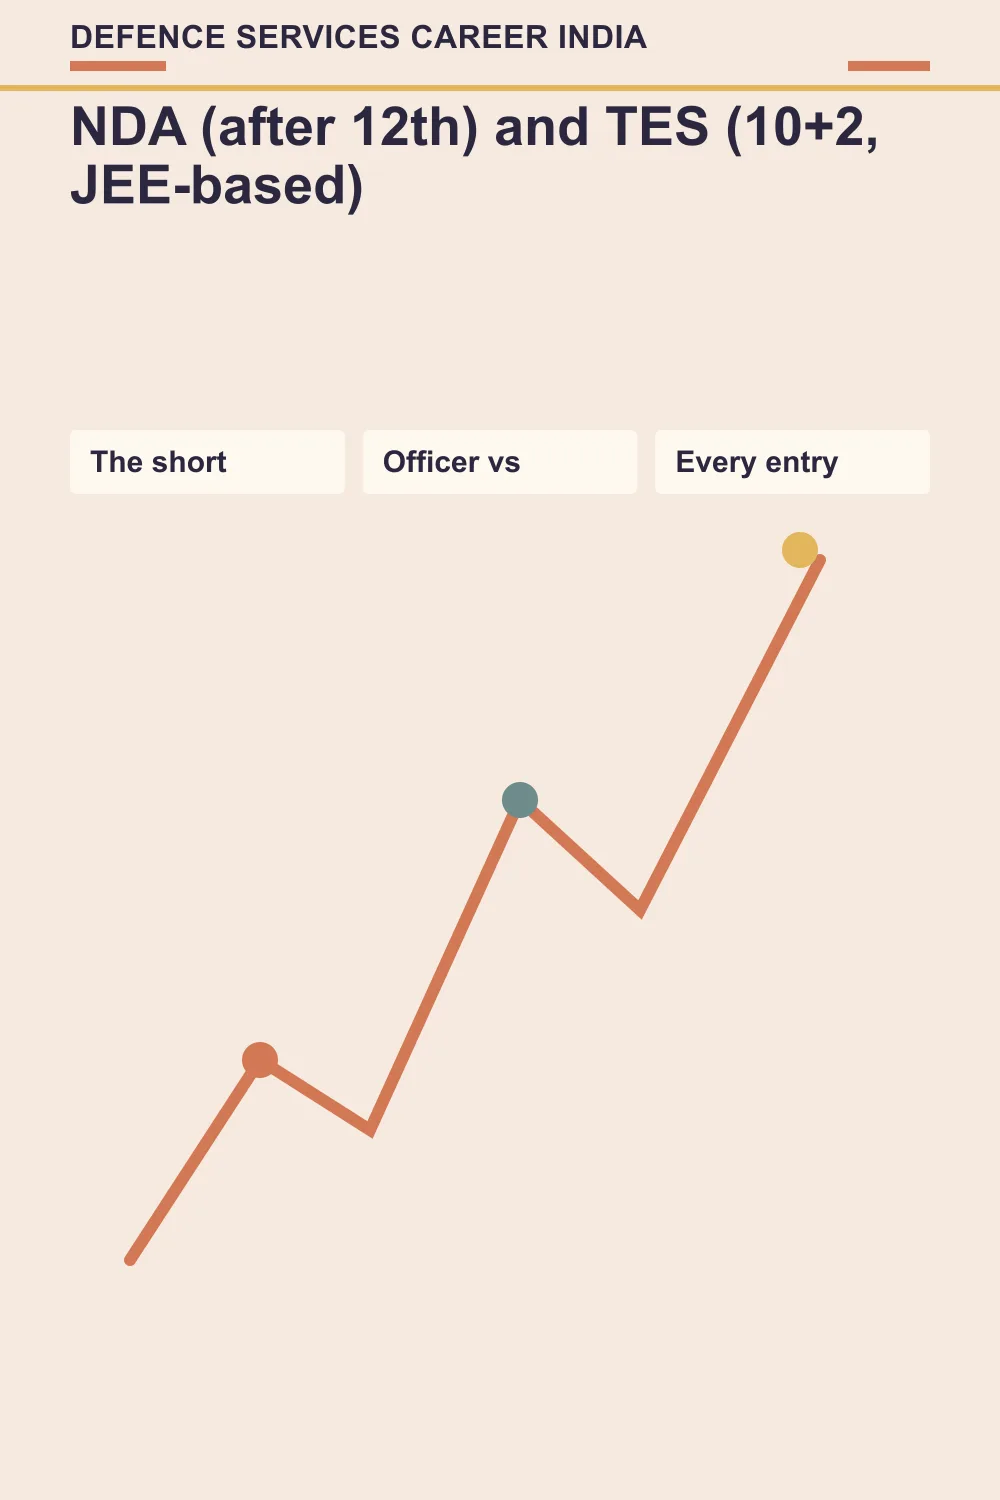 DEFENCE SERVICES CAREER INDIA
NDA (after 12th) and TES (10+2,
JEE-based)
The short
Officer vs
Every entry